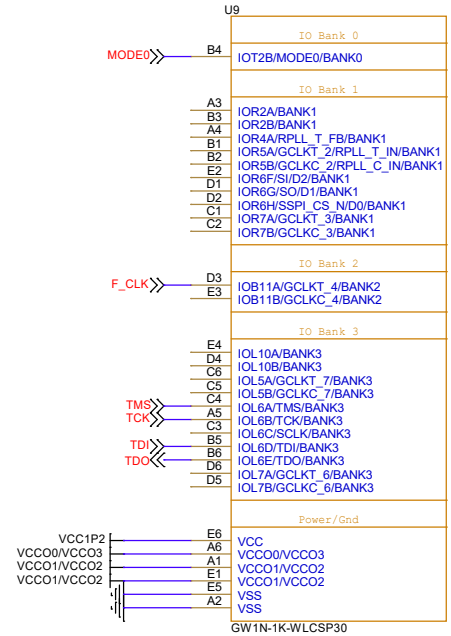 U9
IO Bank 0
MODE0 B4 IOT2B/MODE0/BANK0
IO Bank 1
A3 IOR2A/BANK1
B3 IOR2B/BANK1
A4 IOR4A/RPLL_T_FB/BANK1
B1 IOR5A/GCLKT_2/RPLL_T_IN/BANK1
B2 IOR5B/GCLKC_2/RPLL_C_IN/BANK1
E2 IOR6F/SI/D2/BANK1
D1 IOR6G/SO/D1/BANK1
D2 IOR6H/SSPI_CS_N/D0/BANK1
C1 IOR7A/GCLKT_3/BANK1
C2 IOR7B/GCLKC_3/BANK1
IO Bank 2
F_CLK D3 IOB11A/GCLKT_4/BANK2
E3 IOB11B/GCLKC_4/BANK2
IO Bank 3
E4 IOL10A/BANK3
D4 IOL10B/BANK3
C6 IOL5A/GCLKT_7/BANK3
C5 IOL5B/GCLKC_7/BANK3
TMS C4 IOL6A/TMS/BANK3
TCK A5 IOL6B/TCK/BANK3
C3 IOL6C/SCLK/BANK3
TDI B5 IOL6D/TDI/BANK3
TDO B6 IOL6E/TDO/BANK3
D6 IOL7A/GCLKT_6/BANK3
D5 IOL7B/GCLKC_6/BANK3
Power/Gnd
VCC1P2 E6 VCC
VCCO0/VCCO3 A6 VCCO0/VCCO3
VCCO1/VCCO2 A1 VCCO1/VCCO2
VCCO1/VCCO2 E1 VCCO1/VCCO2
E5 VSS
A2 VSS
GW1N-1K-WLCSP30